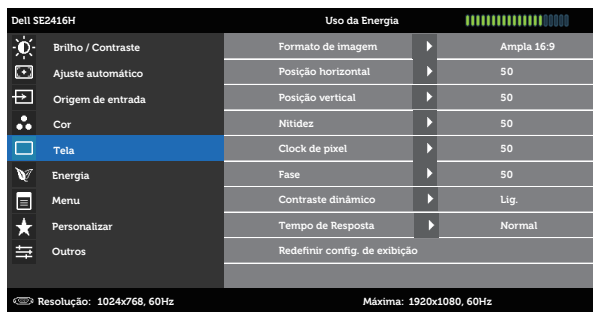 Dell SE2416H Uso da Energia
Brilho / Contraste Formato de imagem Ampla 16:9
Ajuste automático Posição horizontal 50
Origem de entrada Posição vertical 50
Cor Nitidez 50
Tela Clock de pixel 50
Energia Fase 50
Menu Contraste dinâmico Lig.
Personalizar Tempo de Resposta Normal
Outros Redefinir config. de exibição
Resolução: 1024x768, 60Hz Máxima: 1920x1080, 60Hz